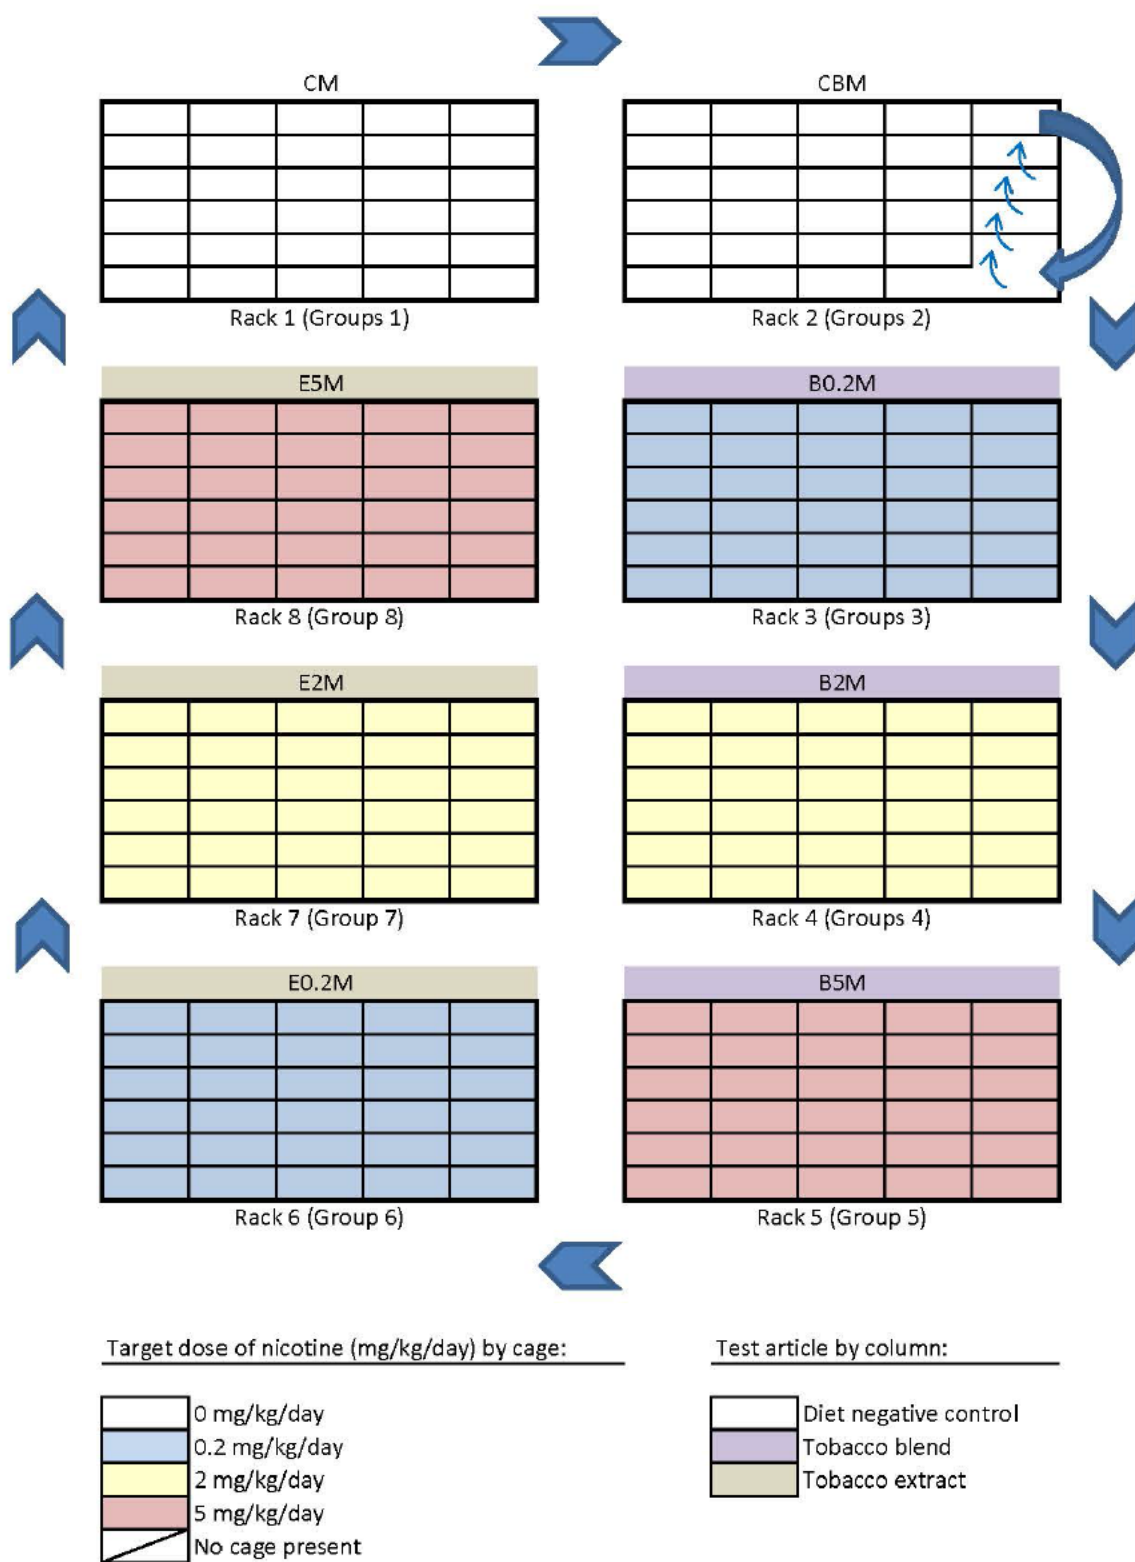 CM
CBM
Rack 1 (Groups 1)
Rack 2 (Groups 2)
E5M
B0.2M
Rack 8 (Group 8)
Rack 3 (Groups 3)
E2M
B2M
Rack 7 (Group 7)
Rack 4 (Groups 4)
E0.2M
B5M
Rack 6 (Group 6)
Rack 5 (Group 5)
Target dose of nicotine (mg/kg/day) by cage:
0 mg/kg/day
0.2 mg/kg/day
2 mg/kg/day
5 mg/kg/day
No cage present
Test article by column:
Diet negative control
Tobacco blend
Tobacco extract